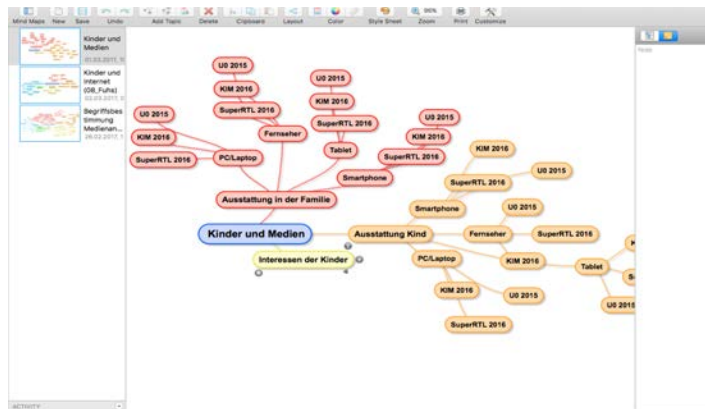 Mind Maps New Save Undo Add Topic Delete Clipboard Layout Color Style Sheet Zoom Print Customize
Kinder und
Medien
Kinder und
Internet
(GB_Fuhs)
Begriffsbes
timmung
Medienan...
U0 2015
KIM 2016
SuperRTL 2016
Fernseher
U0 2015
KIM 2016
SuperRTL 2016
PC/Laptop
U0 2015
KIM 2016
SuperRTL 2016
Tablet
U0 2015
KIM 2016
SuperRTL 2016
Smartphone
Ausstattung in der Familie
Kinder und Medien
Interessen der Kinder
Ausstattung Kind
KIM 2016
SuperRTL 2016
U0 2015
Smartphone
U0 2015
Fernseher
SuperRTL 2016
KIM 2016
Tablet
U0 2015
PC/Laptop
KIM 2016
U0 2015
SuperRTL 2016
Note
ACTIVITY